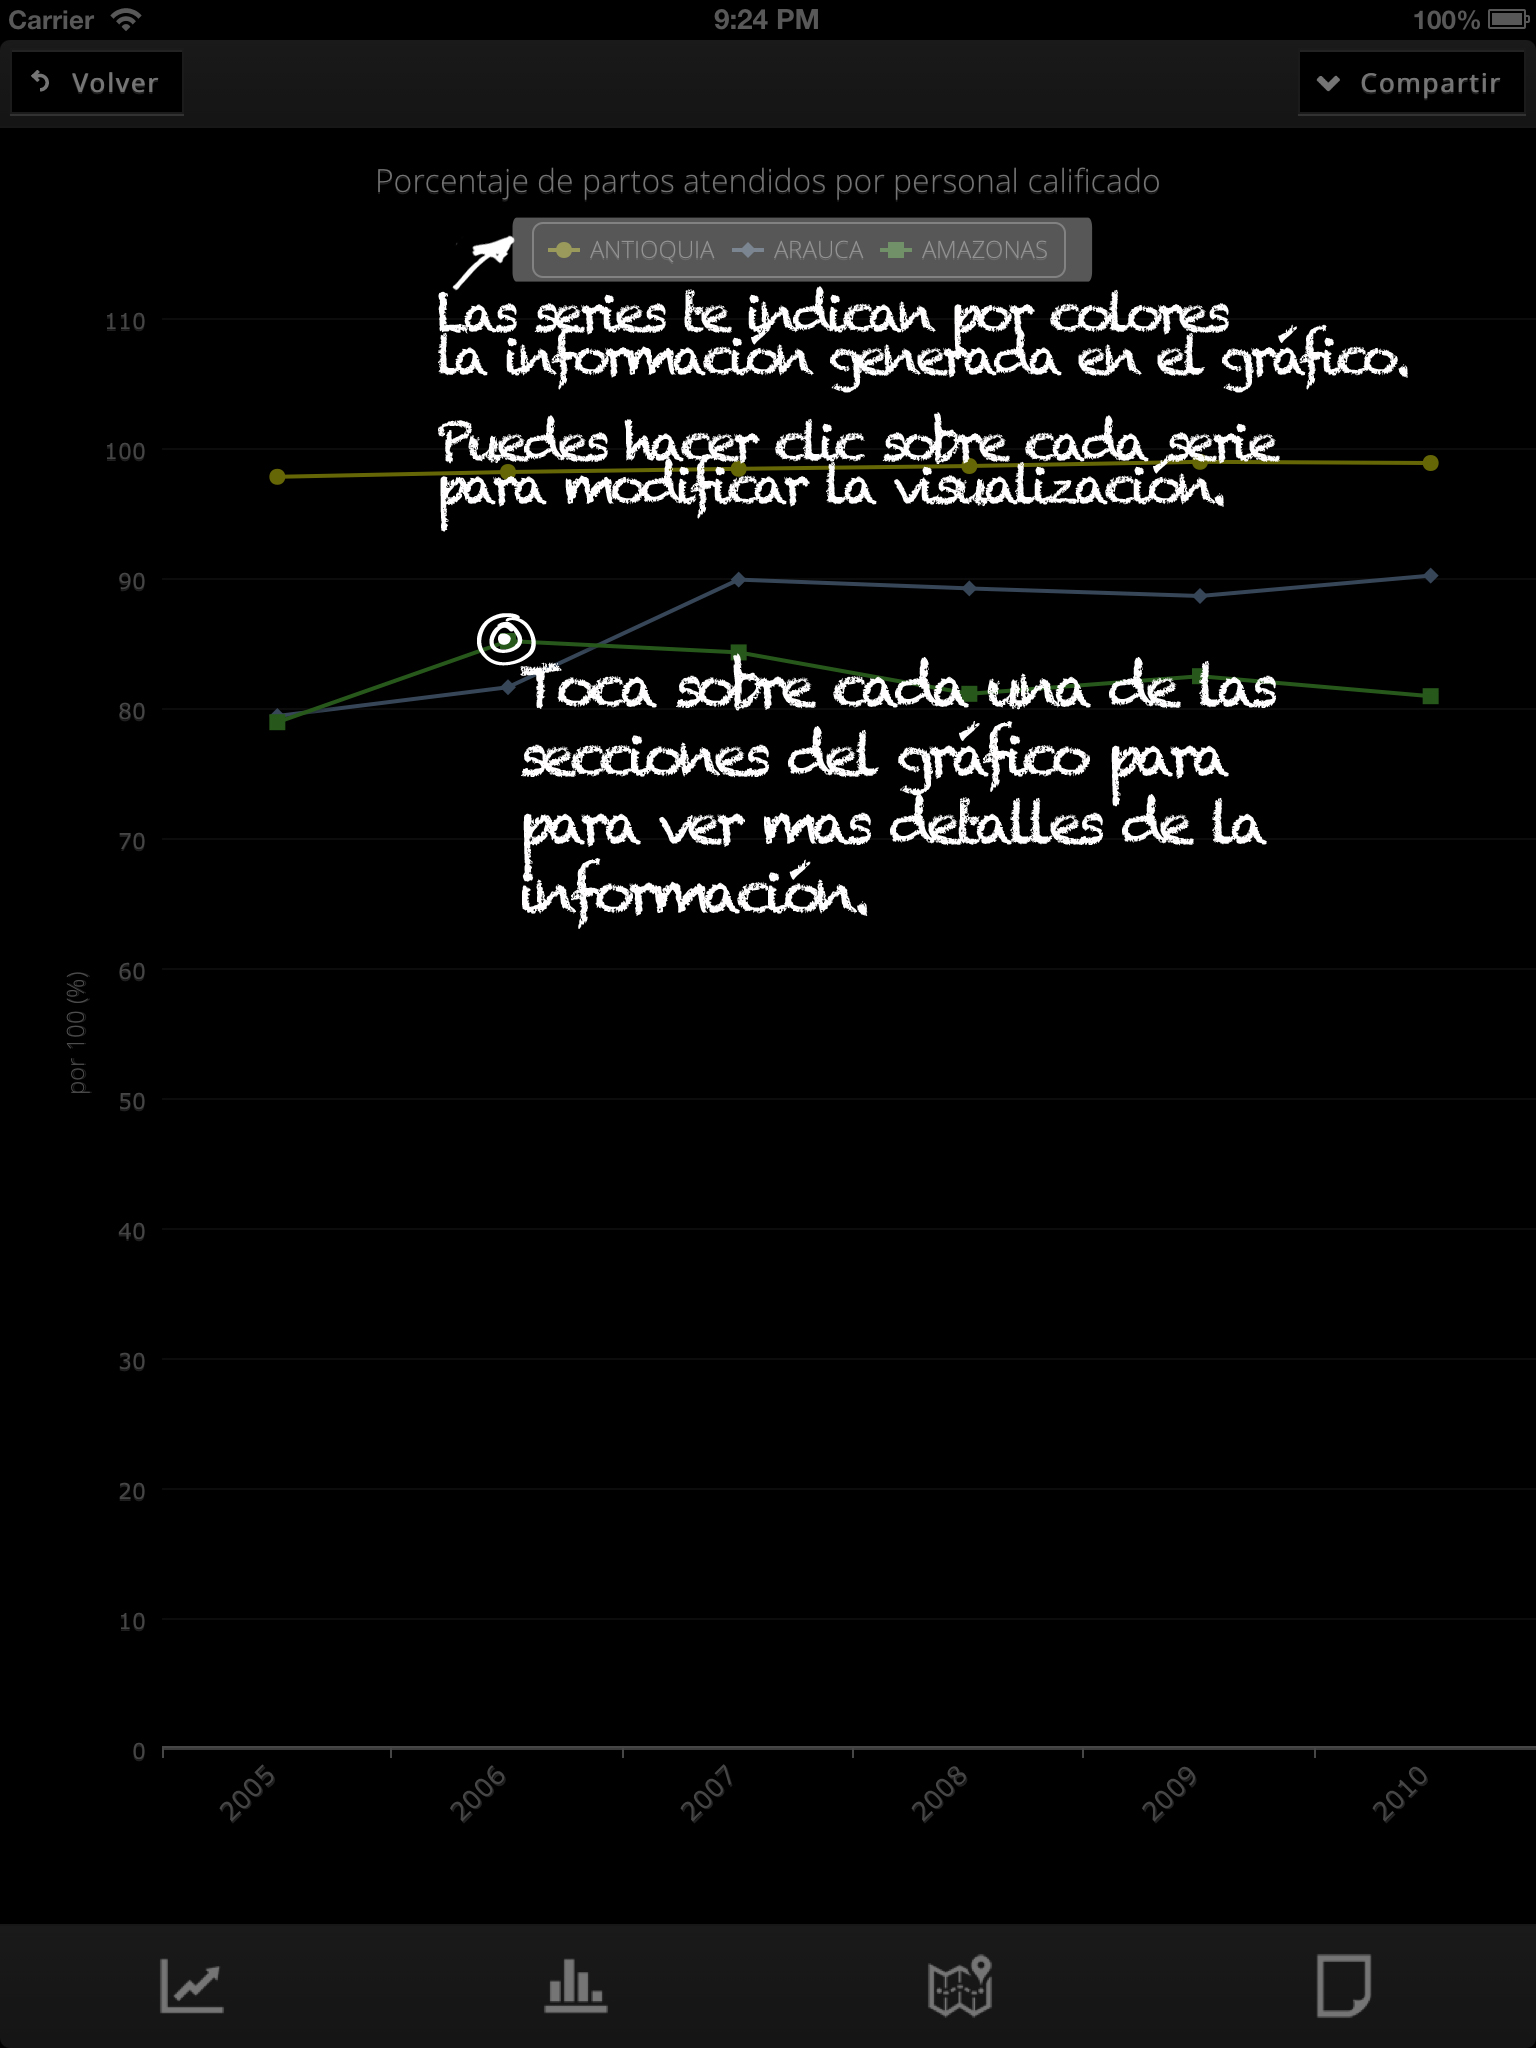 Carrier 9:24 PM 100%
Volver Compartir
Porcentaje de partos atendidos por personal calificado
ANTIOQUIA ARAUCA AMAZONAS
Las series te indican por colores
la información generada en el gráfico.
Puedes hacer clic sobre cada serie
para modificar la visualización.
Toca sobre cada una de las
secciones del gráfico para
para ver mas detalles de la
información.
110
100
90
80
70
60
50
40
30
20
10
0
por 100 (%)
2005 2006 2007 2008 2009 2010